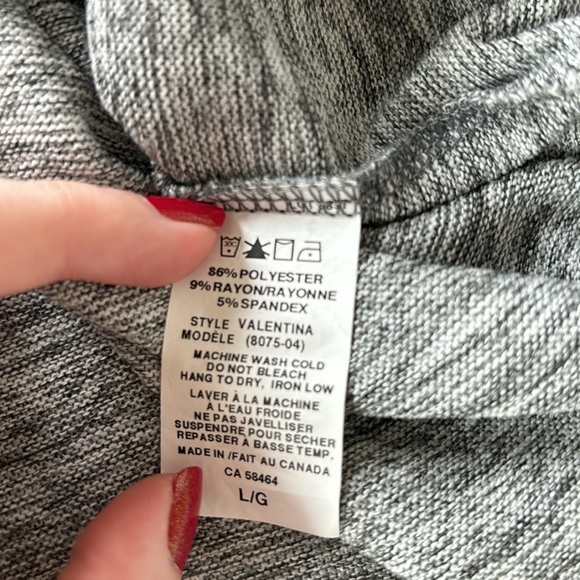 30C
86% POLYESTER
9% RAYON/RAYONNE
5% SPANDEX
STYLE VALENTINA
MODÈLE (8075-04)
MACHINE WASH COLD
DO NOT BLEACH
HANG TO DRY, IRON LOW
LAVER À LA MACHINE
À L'EAU FROIDE
NE PAS JAVELLISER
SUSPENDRE POUR SECHER
REPASSER A BASSE TEMP.
MADE IN /FAIT AU CANADA
CA 58464
L/G